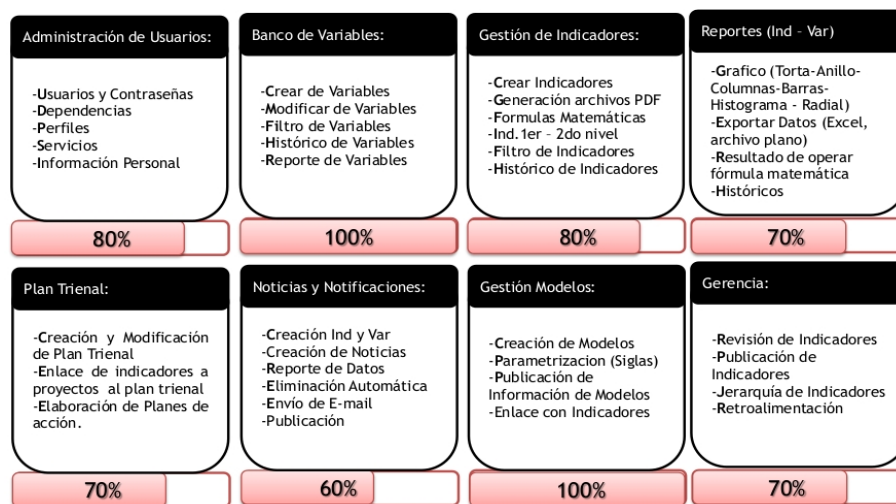 Administración de Usuarios:
-Usuarios y Contraseñas
-Dependencias
-Perfiles
-Servicios
-Información Personal
80%
Banco de Variables:
-Crear de Variables
-Modificar de Variables
-Filtro de Variables
-Histórico de Variables
-Reporte de Variables
100%
Gestión de Indicadores:
-Crear Indicadores
-Generación archivos PDF
-Formulas Matemáticas
-Ind.1er - 2do nivel
-Filtro de Indicadores
-Histórico de Indicadores
80%
Reportes (Ind - Var)
-Grafico (Torta-Anillo-
Columnas-Barras-
Histograma - Radial)
-Exportar Datos (Excel,
archivo plano)
-Resultado de operar
fórmula matemática
-Históricos
70%
Plan Trienal:
-Creación y Modificación
de Plan Trienal
-Enlace de indicadores a
proyectos al plan trienal
-Elaboración de Planes de
acción.
70%
Noticias y Notificaciones:
-Creación Ind y Var
-Creación de Noticias
-Reporte de Datos
-Eliminación Automática
-Envío de E-mail
-Publicación
60%
Gestión Modelos:
-Creación de Modelos
-Parametrizacion (Siglas)
-Publicación de
Información de Modelos
-Enlace con Indicadores
100%
Gerencia:
-Revisión de Indicadores
-Publicación de
Indicadores
-Jerarquía de Indicadores
-Retroalimentación
70%